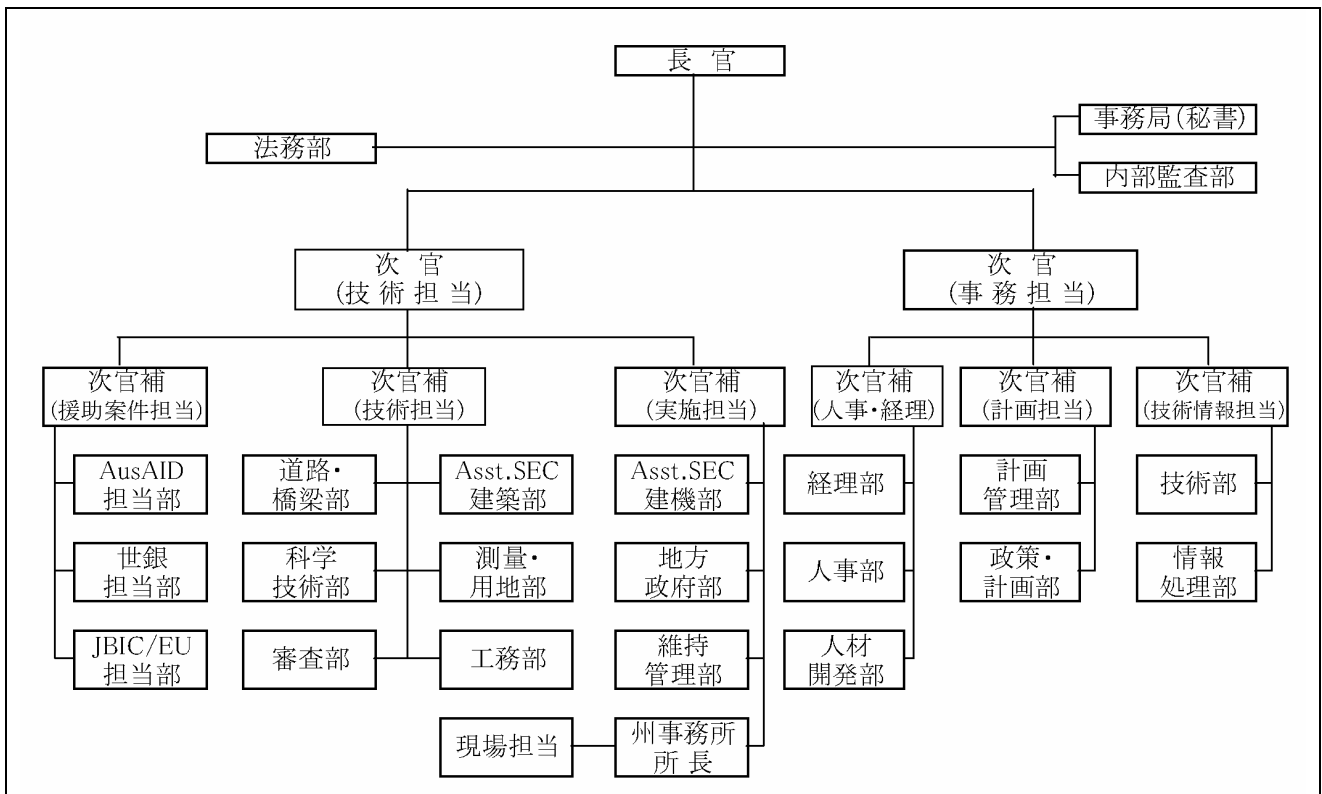 長 官
事務局(秘書)
法務部
内部監査部
次 官
(技 術 担 当)
次 官
(事 務 担 当)
次官補
(援助案件担当)
次官補
(技術担当)
次官補
(実施担当)
次官補
(人事・経理)
次官補
(計画担当)
次官補
(技術情報担当)
AusAID
担当部
道路・
橋梁部
Asst.SEC
建築部
Asst.SEC
建機部
経理部
計画
管理部
技術部
世銀
担当部
科学
技術部
測量・
用地部
地方
政府部
人事部
政策・
計画部
情報
処理部
JBIC/EU
担当部
審査部
工務部
維持
管理部
人材
開発部
現場担当
州事務所
所 長